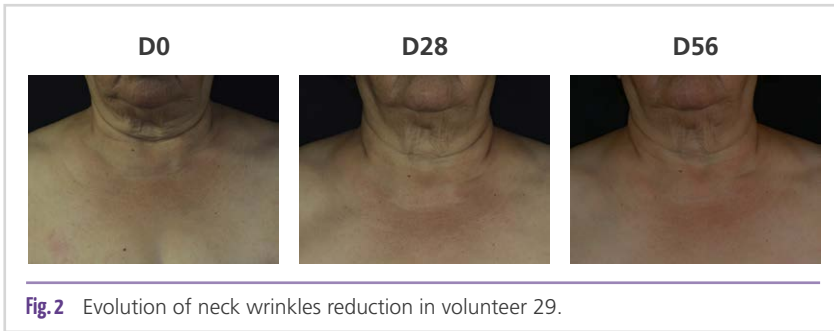 D0 D28 D56
Fig. 2 Evolution of neck wrinkles reduction in volunteer 29.